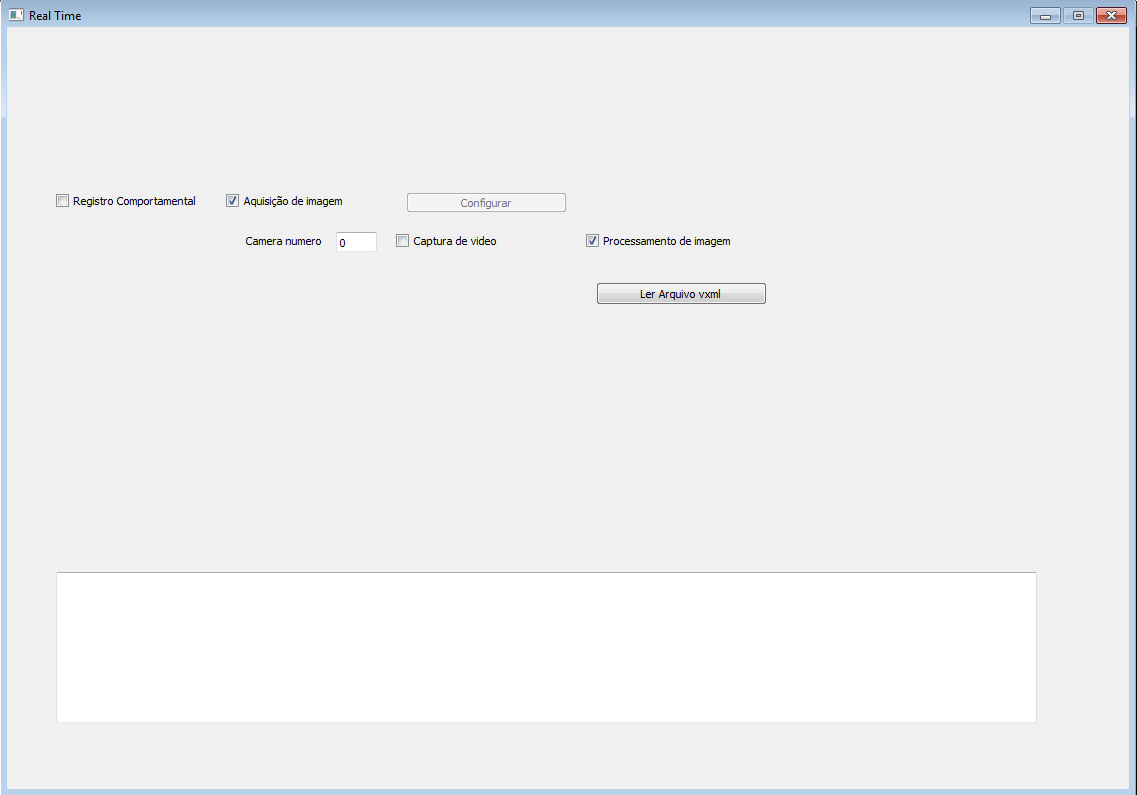 Real Time
Registro Comportamental
Aquisição de imagem
Configurar
Camera numero
0
Captura de video
Processamento de imagem
Ler Arquivo vxml